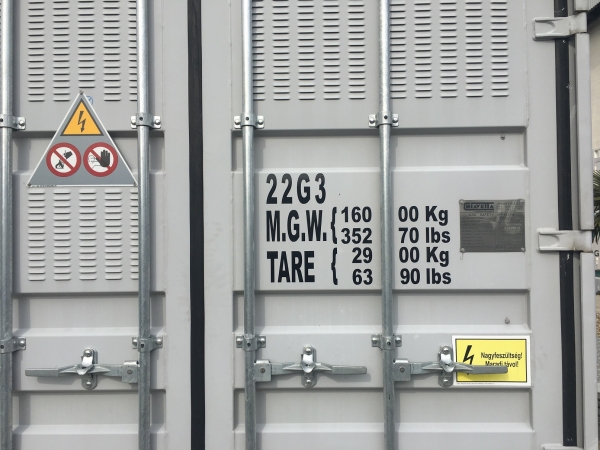 22G3
M.G.W. { 160 00 Kg
352 70 lbs
TARE { 29 00 Kg
63 90 lbs
Nagyfeszültség!
Maradj távol!